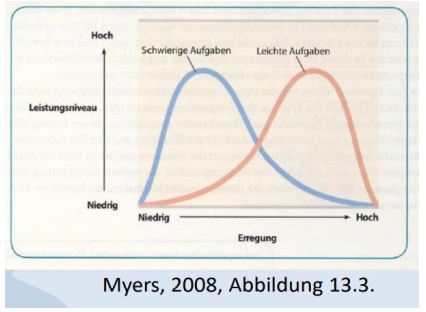 Hoch
Schwierige Aufgaben
Leichte Aufgaben
Leistungsniveau
Niedrig
Niedrig
Hoch
Erregung
Myers, 2008, Abbildung 13.3.